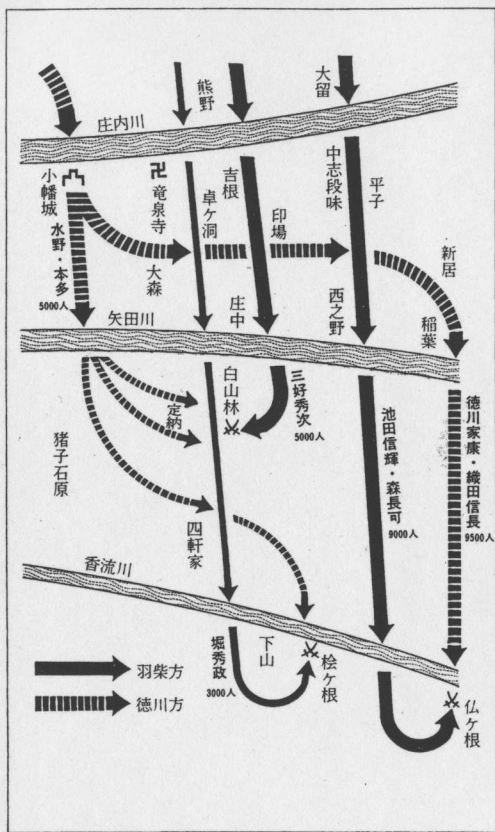 大留
熊野
庄内川
小幡城
卍竜泉寺
吉根
中志段味
平子
水野・本多
5000人
大森
卓ケ洞
印場
新居
庄中
西之野
稲葉
矢田川
白山林
定納
三好秀次
5000人
池田信輝・森長可
9000人
徳川家康・織田信長
9500人
猪子石原
四軒家
香流川
堀秀政
3000人
下山
桧ケ根
仏ケ根
羽柴方
徳川方